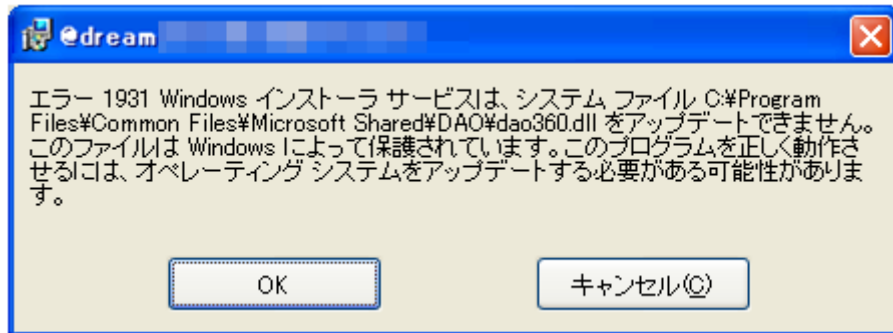 @dream
エラー 1931 Windows インストーラ サービスは、システム ファイル C:¥Program
Files¥Common Files¥Microsoft Shared¥DAO¥dao360.dll をアップデートできません。
このファイルは Windows によって保護されています。このプログラムを正しく動作さ
せるには、オペレーティング システムをアップデートする必要がある可能性がありま
す。
OK
キャンセル(C)